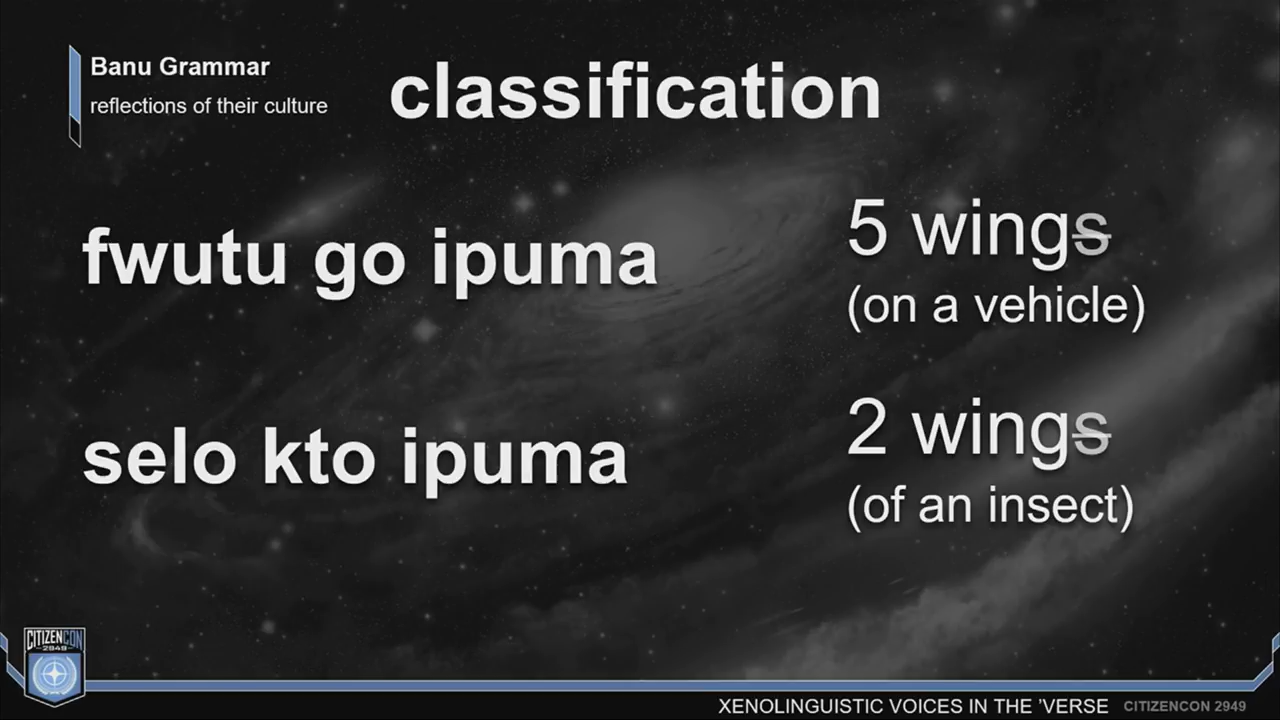 Banu Grammar
reflections of their culture
classification
fwutu go ipuma
5 wings
(on a vehicle)
selo kto ipuma
2 wings
(of an insect)
CITIZENCON
2949
XENOLINGUISTIC VOICES IN THE ’VERSE CITIZENCON 2949